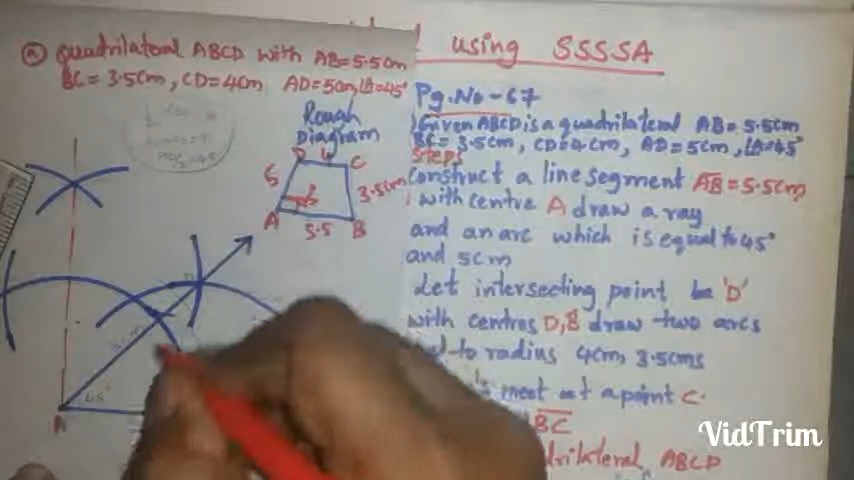 using SSSSA
ⓐ quadrilateral ABCD with AB=5.5cm
BC=3.5cm, CD=4cm, AD=5cm, ∠A=45°
Rough
Diagram
D 4 C
5 3.5cm
A 5.5 B
Pg.No-67
Given ABCD is a quadrilateral AB=5.5cm
BC=3.5cm, CD=4cm, AD=5cm, ∠A=45°
Steps
Construct a line segment AB=5.5cm
with centre A draw a ray
and an arc which is equal to 45°
and 5cm
Let intersecting point be 'D'
with centres D,B draw two arcs
to radius 4cm, 3.5cms
meet at a point C.
BC
ABCD
D
45°
A
VidTrim